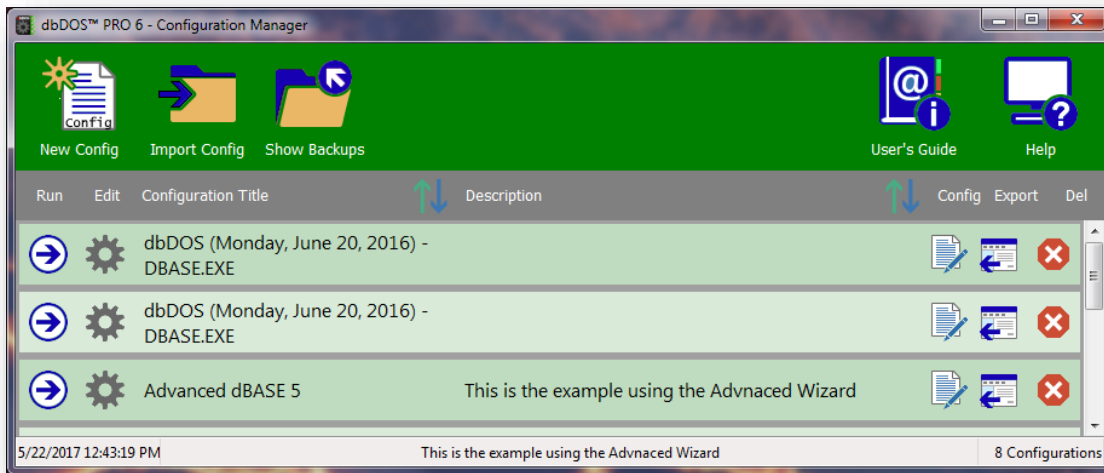 dbDOS™ PRO 6 - Configuration Manager
Config
New Config Import Config Show Backups User's Guide Help
Run Edit Configuration Title Description Config Export Del
dbDOS (Monday, June 20, 2016) -
DBASE.EXE
dbDOS (Monday, June 20, 2016) -
DBASE.EXE
Advanced dBASE 5 This is the example using the Advnaced Wizard
5/22/2017 12:43:19 PM This is the example using the Advnaced Wizard 8 Configurations